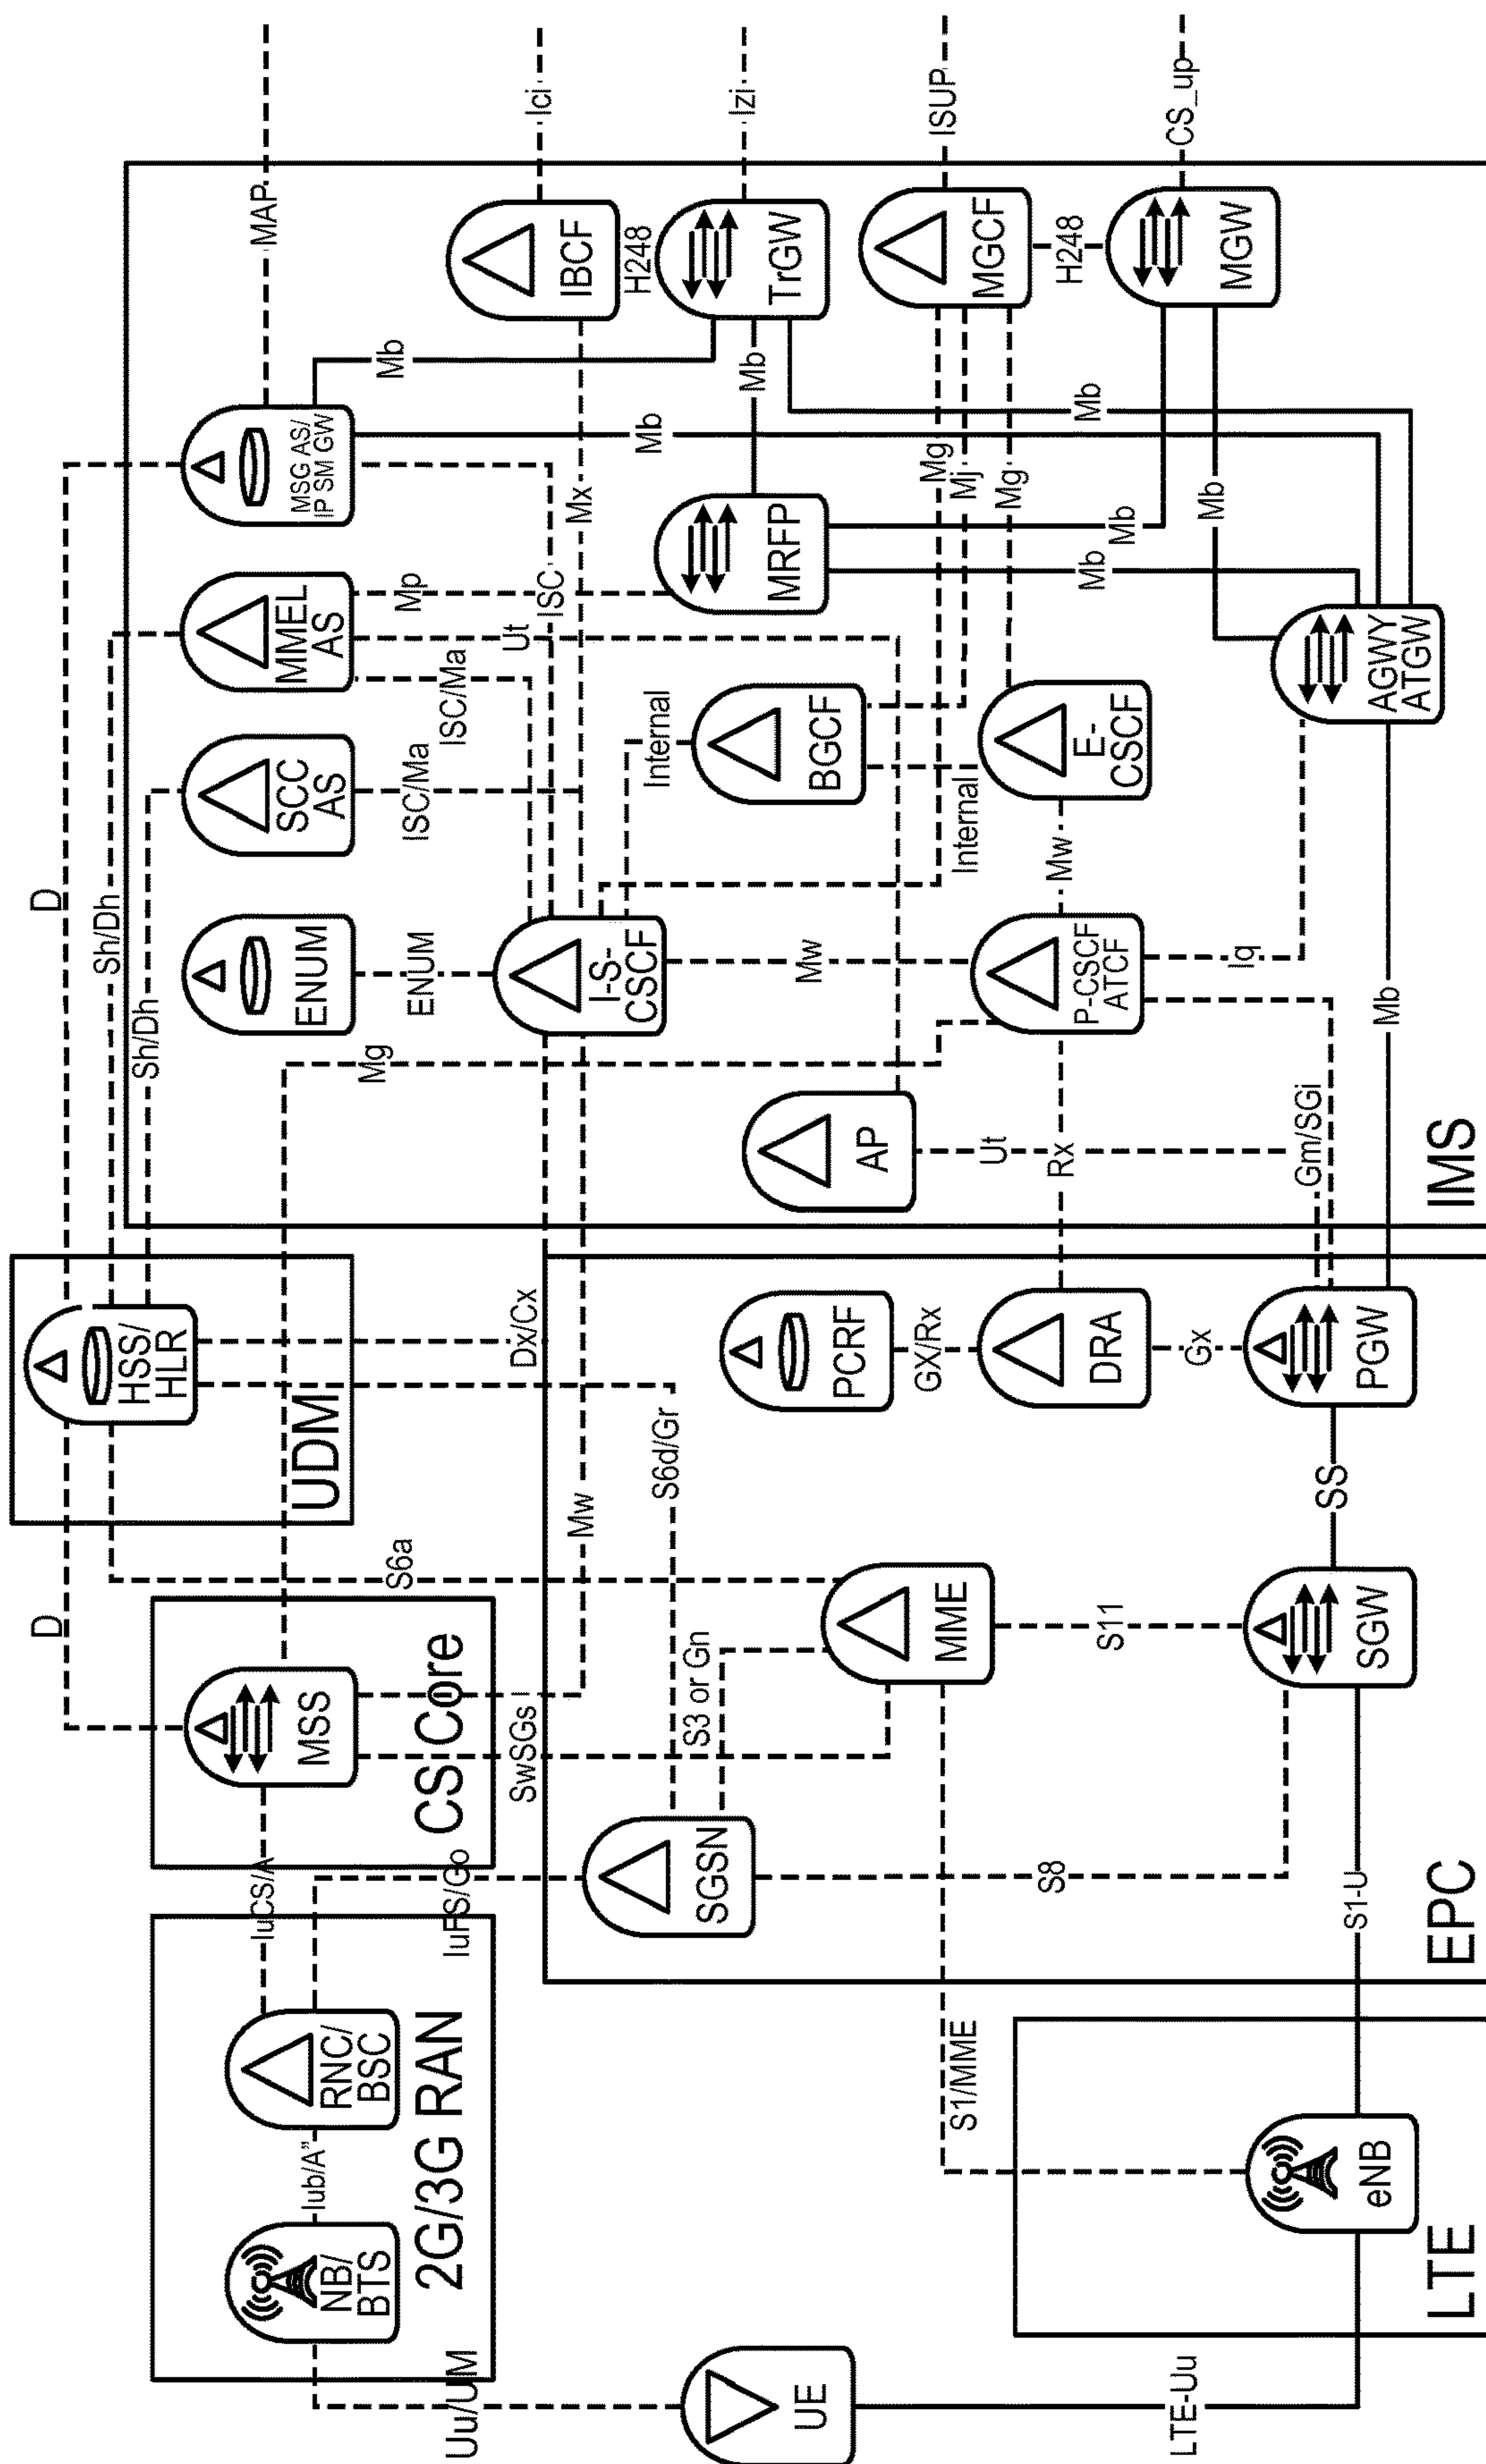 D
D
Sh/Dh
Sh/Dh
MAP
HSS/
HLR
UDM
MSS
CS Core
IuCS/A
IuPS/Go
RNC/
BSC
Iub/A”
NB/
BTS
2G/3G RAN
Uu/UM
UE
LTE-Uu
ENUM
ENUM
SCC
AS
ISC/Ma
MMEL
AS
ISC/Ma
Mp
Ut
MSG AS/
IP SM GW
ISC
Mb
Mb
Mx
IBCF
Ici
H248
TrGW
Izi
Mb
MRFP
Mb
Mb
Mb
Mb
MGCF
ISUP
H248
MGW
CS_up
Mg
Mj
Mg
I-S-
CSCF
Mg
Mw
Internal
BGCF
Internal
E-
CSCF
Mw
P-CSCF
ATCF
Iq
AGWY
ATGW
Mb
AP
Ut
Rx
Gm/SGi
IMS
Dx/Cx
S6d/Gr
Mw
S6a
SwSGs
S3 or Gn
PCRF
GX/Rx
DRA
Gx
PGW
SS
SGSN
MME
S11
SGW
S8
S1-U
EPC
S1/MME
eNB
LTE